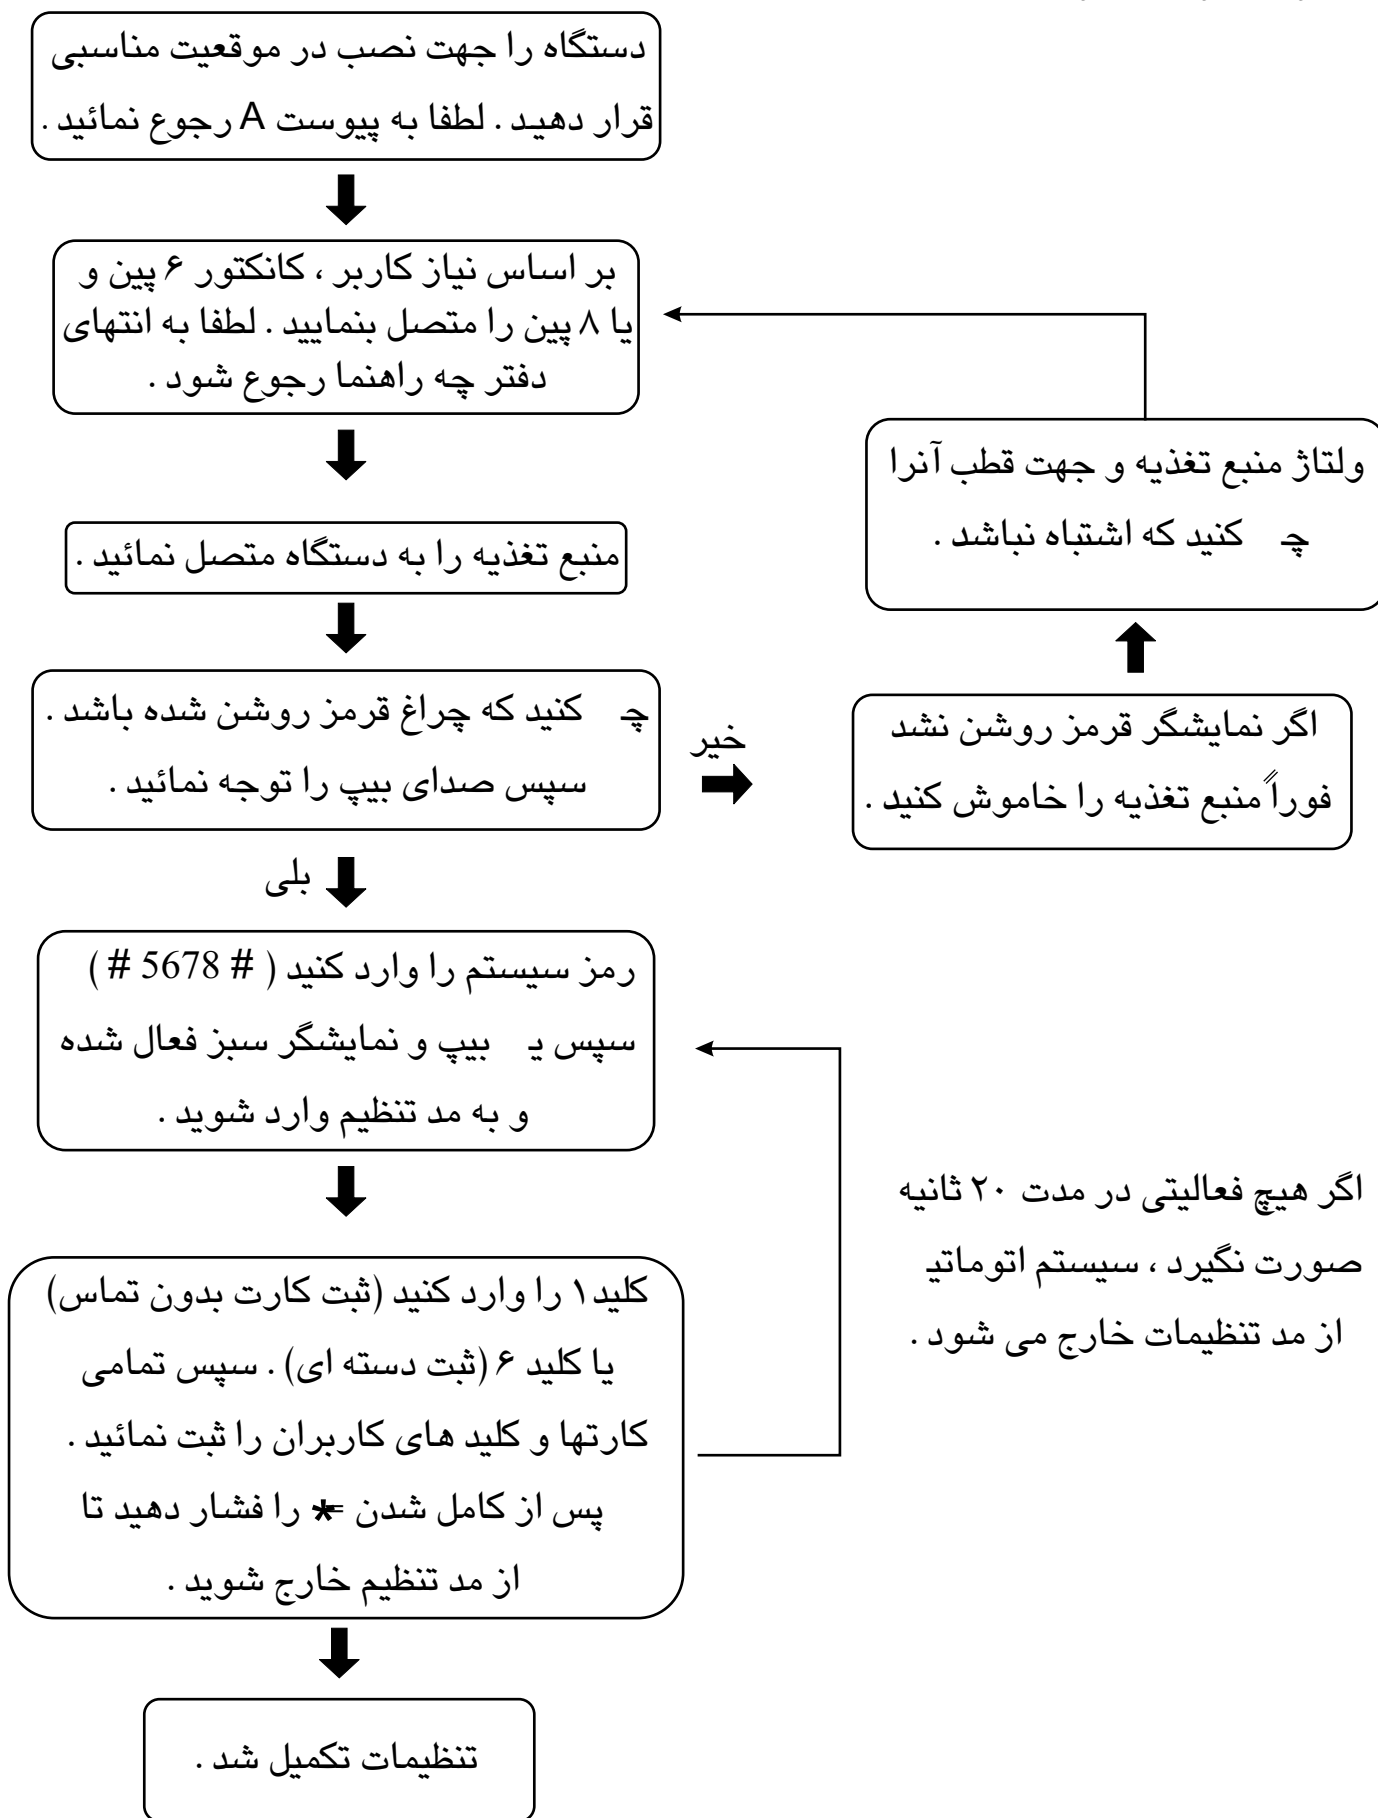 دستگاه را جهت نصب در موقعیت مناسبی
قرار دهید . لطفا به پیوست A رجوع نمائید .
بر اساس نیاز کاربر ، کانکتور ۶ پین و
یا ۸ پین را متصل بنمایید . لطفا به انتهای
دفتر چه راهنما رجوع شود .
منبع تغذیه را به دستگاه متصل نمائید .
چـ کنید که چراغ قرمز روشن شده باشد .
سپس صدای بیپ را توجه نمائید .
خیر
اگر نمایشگر قرمز روشن نشد
فوراً منبع تغذیه را خاموش کنید .
ولتاژ منبع تغذیه و جهت قطب آنرا
چـ کنید که اشتباه نباشد .
بلی
رمز سیستم را وارد کنید ( # 5678 # )
سپس یـ بیپ و نمایشگر سبز فعال شده
و به مد تنظیم وارد شوید .
کلید ۱ را وارد کنید (ثبت کارت بدون تماس)
یا کلید ۶ (ثبت دسته ای) . سپس تمامی
کارتها و کلید های کاربران را ثبت نمائید .
پس از کامل شدن * را فشار دهید تا
از مد تنظیم خارج شوید .
اگر هیچ فعالیتی در مدت ۲۰ ثانیه
صورت نگیرد ، سیستم اتوماتیـ
از مد تنظیمات خارج می شود .
تنظیمات تکمیل شد .